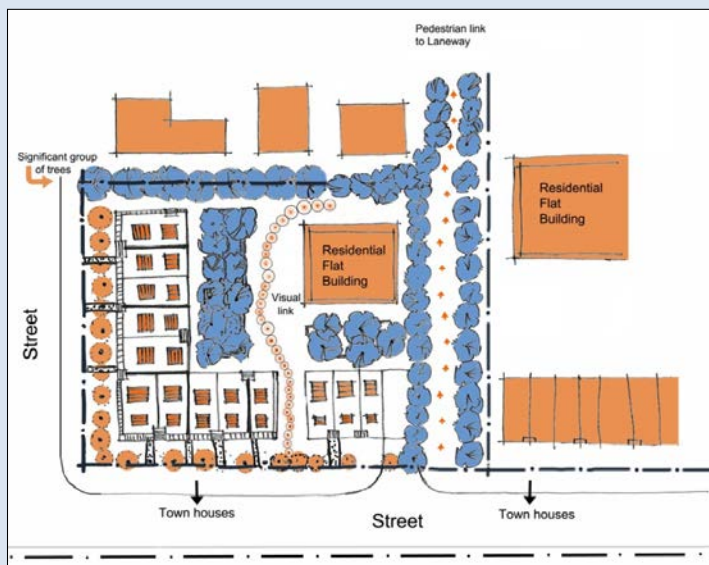 Pedestrian link
to Laneway
Significant group
of trees
Residential
Flat
Building
Residential
Flat
Building
Visual
link
Street
Town houses
Town houses
Street